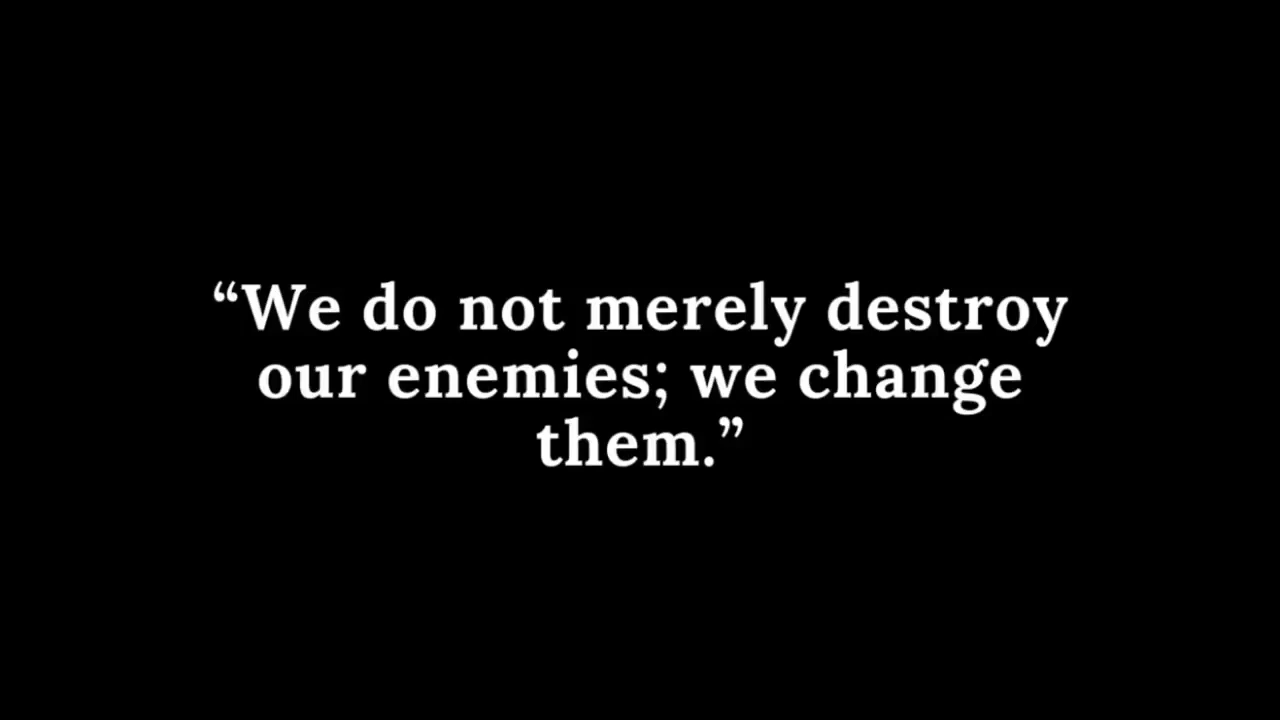 “We do not merely destroy
our enemies; we change
them.”